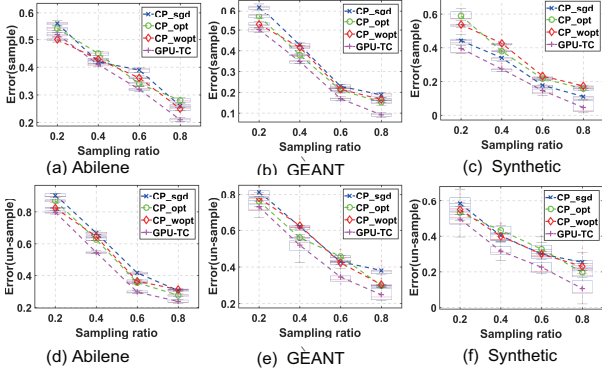 Error(sample)
0.6
0.5
0.4
0.3
0.2
CP_sgd
CP_opt
CP_wopt
GPU-TC
0.2 0.4 0.6 0.8
Sampling ratio
(a) Abilene
Error(sample)
0.6
0.5
0.4
0.3
0.2
0.1
CP_sgd
CP_opt
CP_wopt
GPU-TC
0.2 0.4 0.6 0.8
Sampling ratio
(b) GÈANT
Error(sample)
0.6
0.4
0.2
0
CP_sgd
CP_opt
CP_wopt
GPU-TC
0.2 0.4 0.6 0.8
Sampling ratio
(c) Synthetic
Error(un-sample)
0.8
0.6
0.4
0.2
CP_sgd
CP_opt
CP_wopt
GPU-TC
0.2 0.4 0.6 0.8
Sampling ratio
(d) Abilene
Error(un-sample)
0.8
0.6
0.4
0.2
CP_sgd
CP_opt
CP_wopt
GPU-TC
0.2 0.4 0.6 0.8
Sampling ratio
(e) GÈANT
Error(un-sample)
0.6
0.4
0.2
0
CP_sgd
CP_opt
CP_wopt
GPU-TC
0.2 0.4 0.6 0.8
Sampling ratio
(f) Synthetic